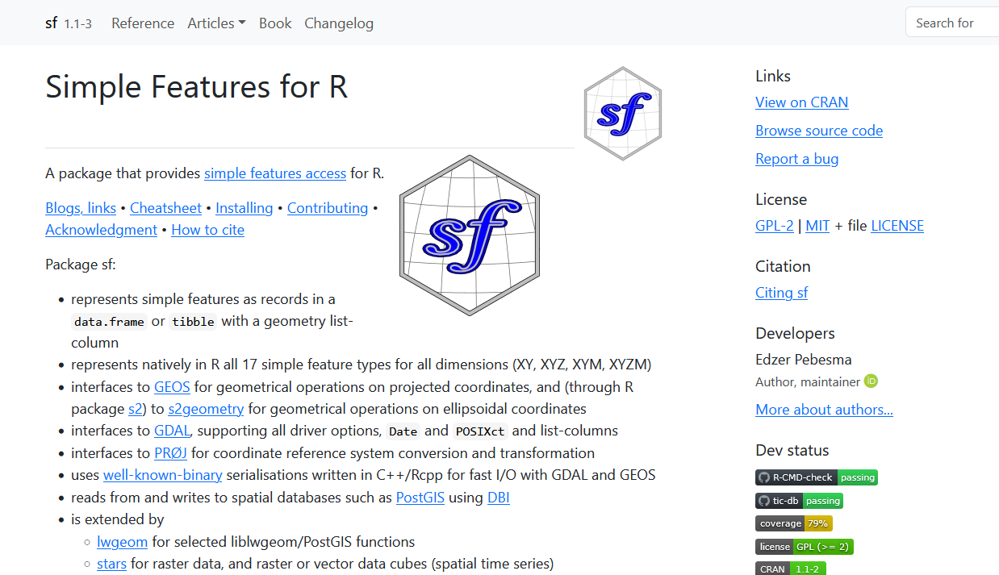 sf 1.1-3 Reference Articles Book Changelog Search for
Simple Features for R
sf
A package that provides simple features access for R.
sf
Blogs, links • Cheatsheet • Installing • Contributing •
Acknowledgment • How to cite
Package sf:
• represents simple features as records in a
data.frame or tibble with a geometry list-
column
• represents natively in R all 17 simple feature types for all dimensions (XY, XYZ, XYM, XYZM)
• interfaces to GEOS for geometrical operations on projected coordinates, and (through R
package s2) to s2geometry for geometrical operations on ellipsoidal coordinates
• interfaces to GDAL, supporting all driver options, Date and POSIXct and list-columns
• interfaces to PRØJ for coordinate reference system conversion and transformation
• uses well-known-binary serialisations written in C++/Rcpp for fast I/O with GDAL and GEOS
• reads from and writes to spatial databases such as PostGIS using DBI
• is extended by
○ lwgeom for selected liblwgeom/PostGIS functions
○ stars for raster data, and raster or vector data cubes (spatial time series)
Links
View on CRAN
Browse source code
Report a bug
License
GPL-2 | MIT + file LICENSE
Citation
Citing sf
Developers
Edzer Pebesma
Author, maintainer iD
More about authors...
Dev status
R-CMD-check passing
tic-db passing
coverage 79%
license GPL (>= 2)
CRAN 1.1-2